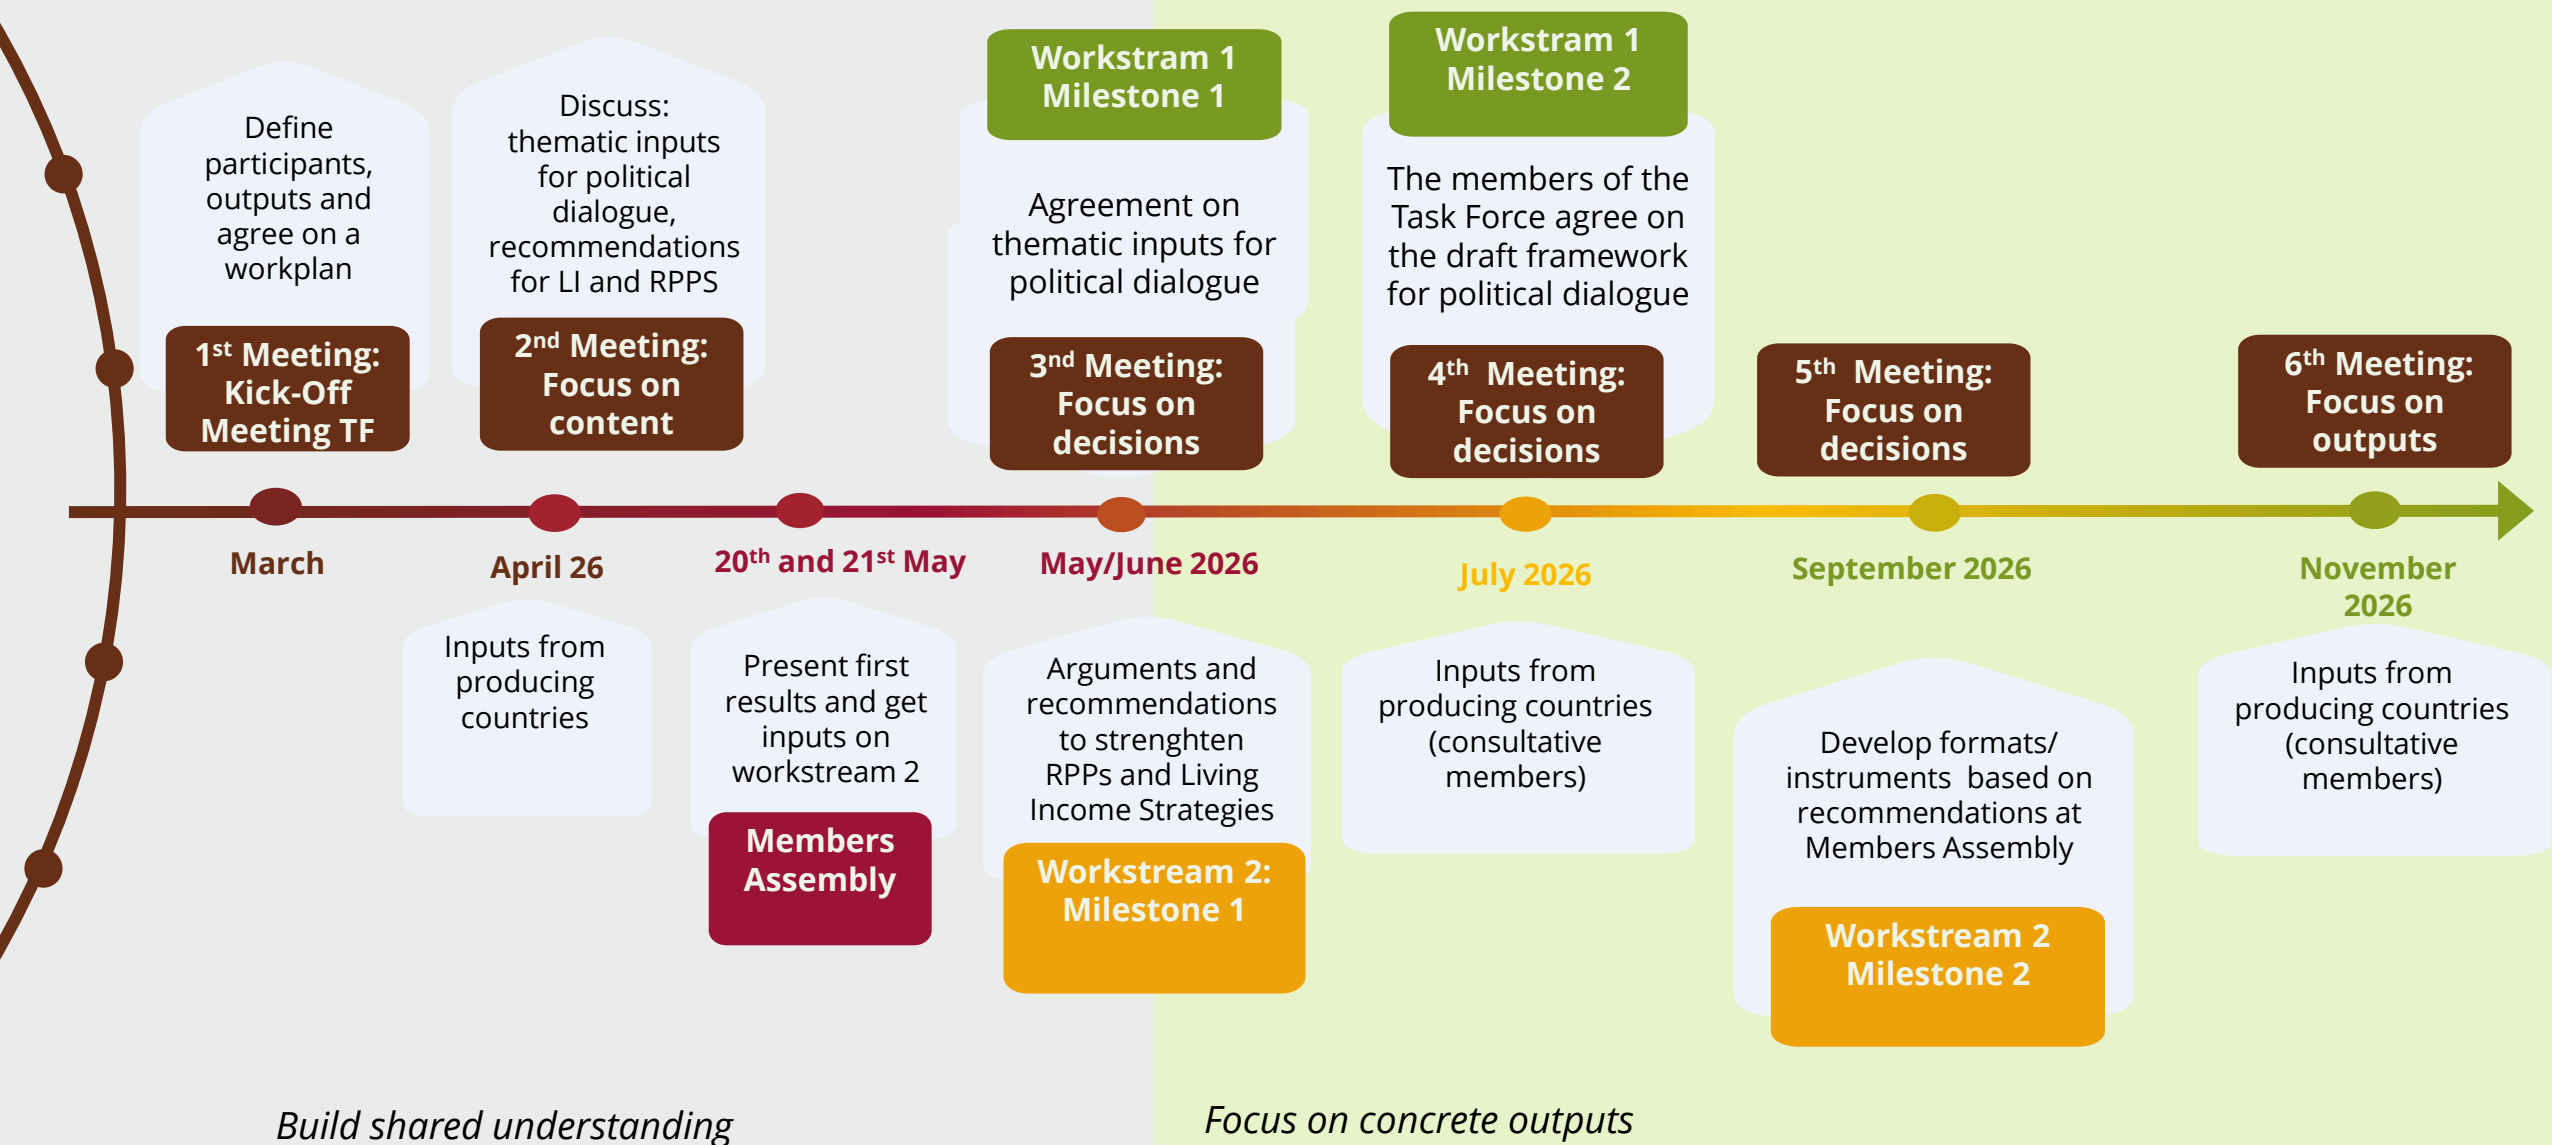 Define
participants,
outputs and
agree on a
workplan
1st Meeting:
Kick-Off
Meeting TF
March
Discuss:
thematic inputs
for political
dialogue,
recommendations
for LI and RPPS
2nd Meeting:
Focus on
content
April 26
Inputs from
producing
countries
20th and 21st May
Present first
results and get
inputs on
workstream 2
Members
Assembly
Workstram 1
Milestone 1
Agreement on
thematic inputs for
political dialogue
3nd Meeting:
Focus on
decisions
May/June 2026
Arguments and
recommendations
to strenghten
RPPs and Living
Income Strategies
Workstream 2:
Milestone 1
Workstram 1
Milestone 2
The members of the
Task Force agree on
the draft framework
for political dialogue
4th  Meeting:
Focus on
decisions
July 2026
Inputs from
producing countries
(consultative
members)
5th  Meeting:
Focus on
decisions
September 2026
Develop formats/
instruments  based on
recommendations at
Members Assembly
Workstream 2
Milestone 2
6th Meeting:
Focus on
outputs
November
2026
Inputs from
producing countries
(consultative
members)
Build shared understanding
Focus on concrete outputs